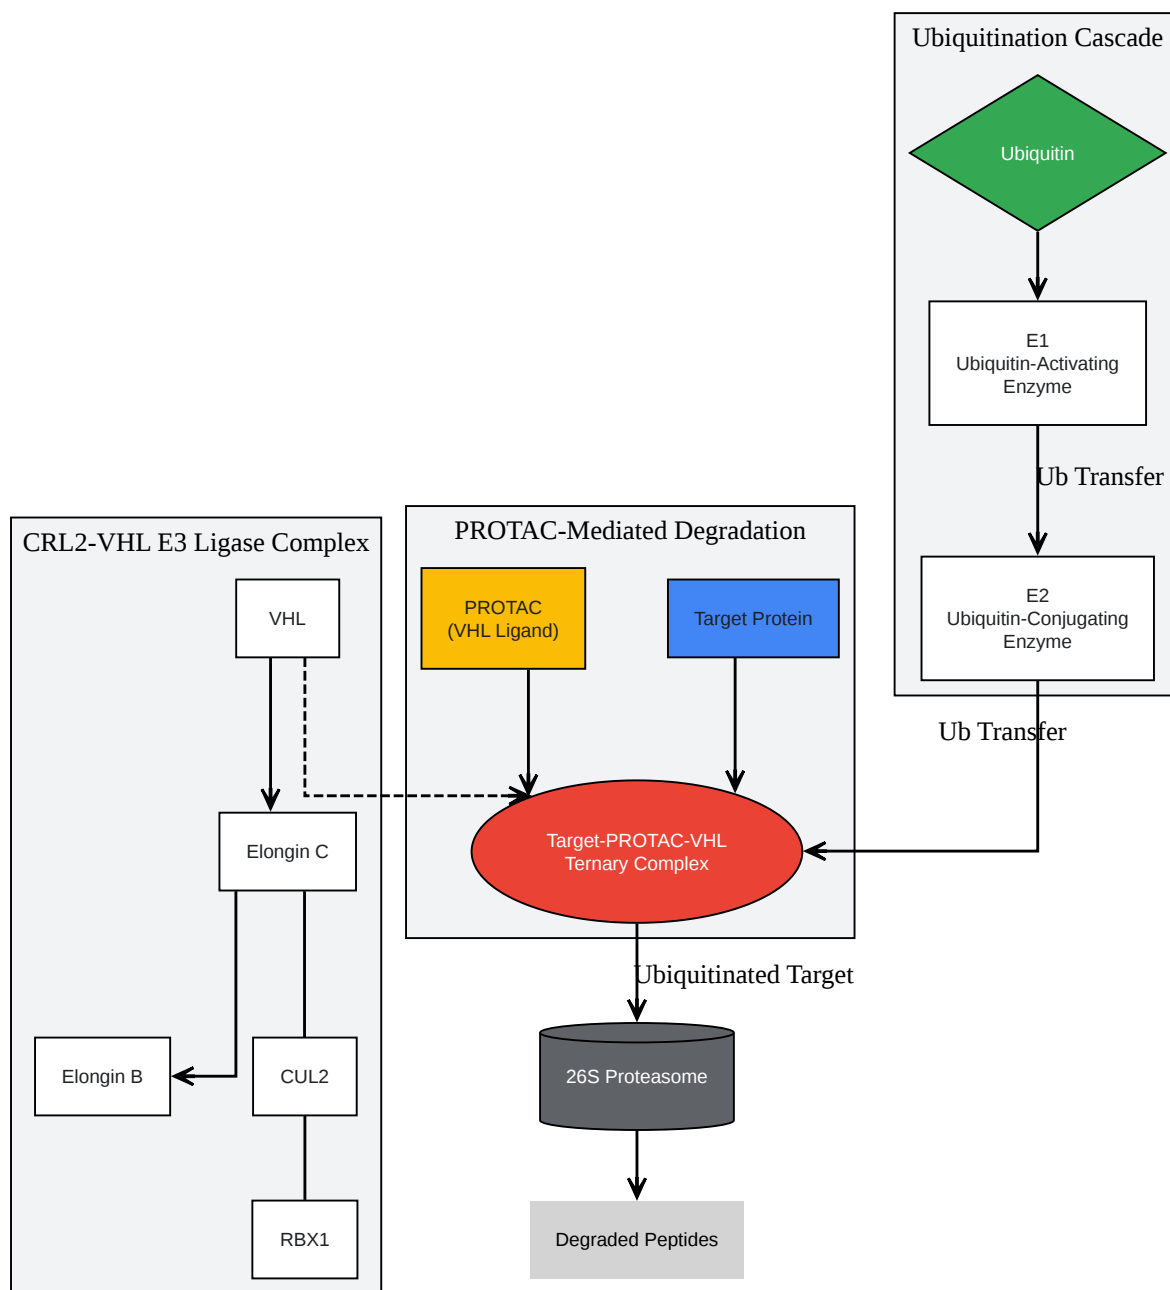 Ubiquitination Cascade
Ubiquitin
E1
Ubiquitin-Activating
Enzyme
Ub Transfer
E2
Ubiquitin-Conjugating
Enzyme
Ub Transfer
CRL2-VHL E3 Ligase Complex
VHL
Elongin C
Elongin B
CUL2
RBX1
PROTAC-Mediated Degradation
PROTAC
(VHL Ligand)
Target Protein
Target-PROTAC-VHL
Ternary Complex
Ubiquitinated Target
26S Proteasome
Degraded Peptides